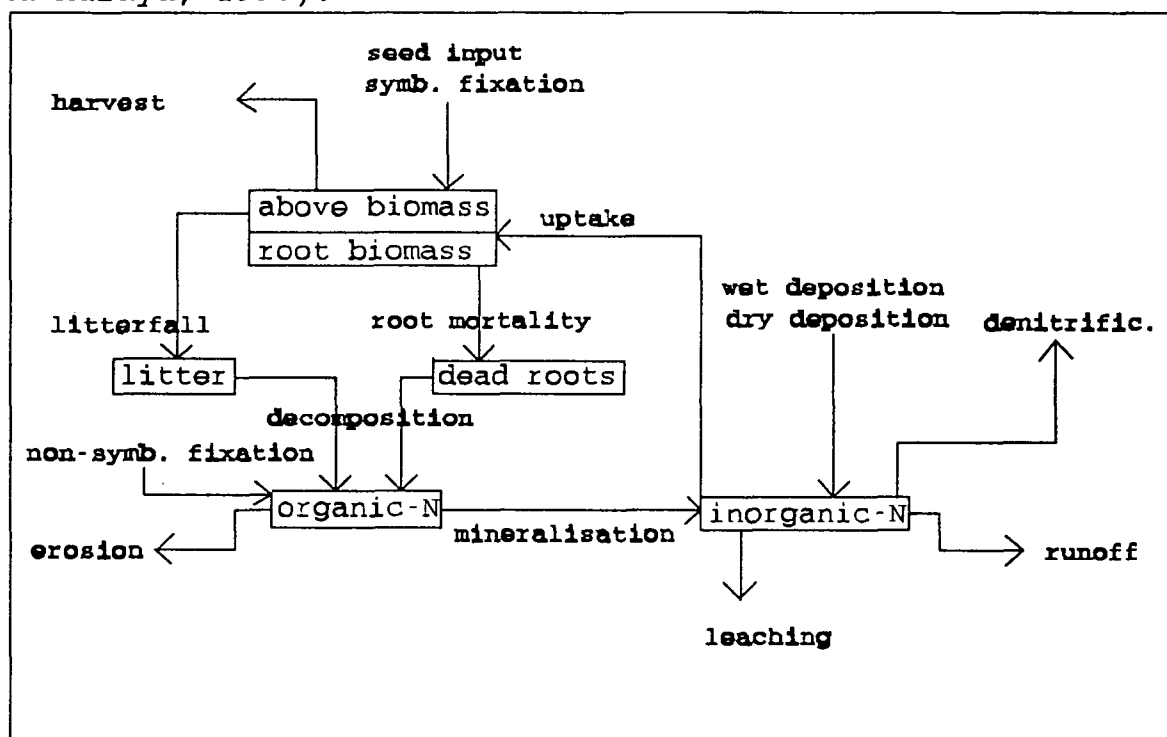 seed input
symb. fixation
harvest
above biomass
uptake
root biomass
wet deposition
litterfall
root mortality
dry deposition
denitrific.
litter
dead roots
decomposition
non-symb. fixation
organic-N
inorganic-N
mineralisation
erosion
runoff
leaching